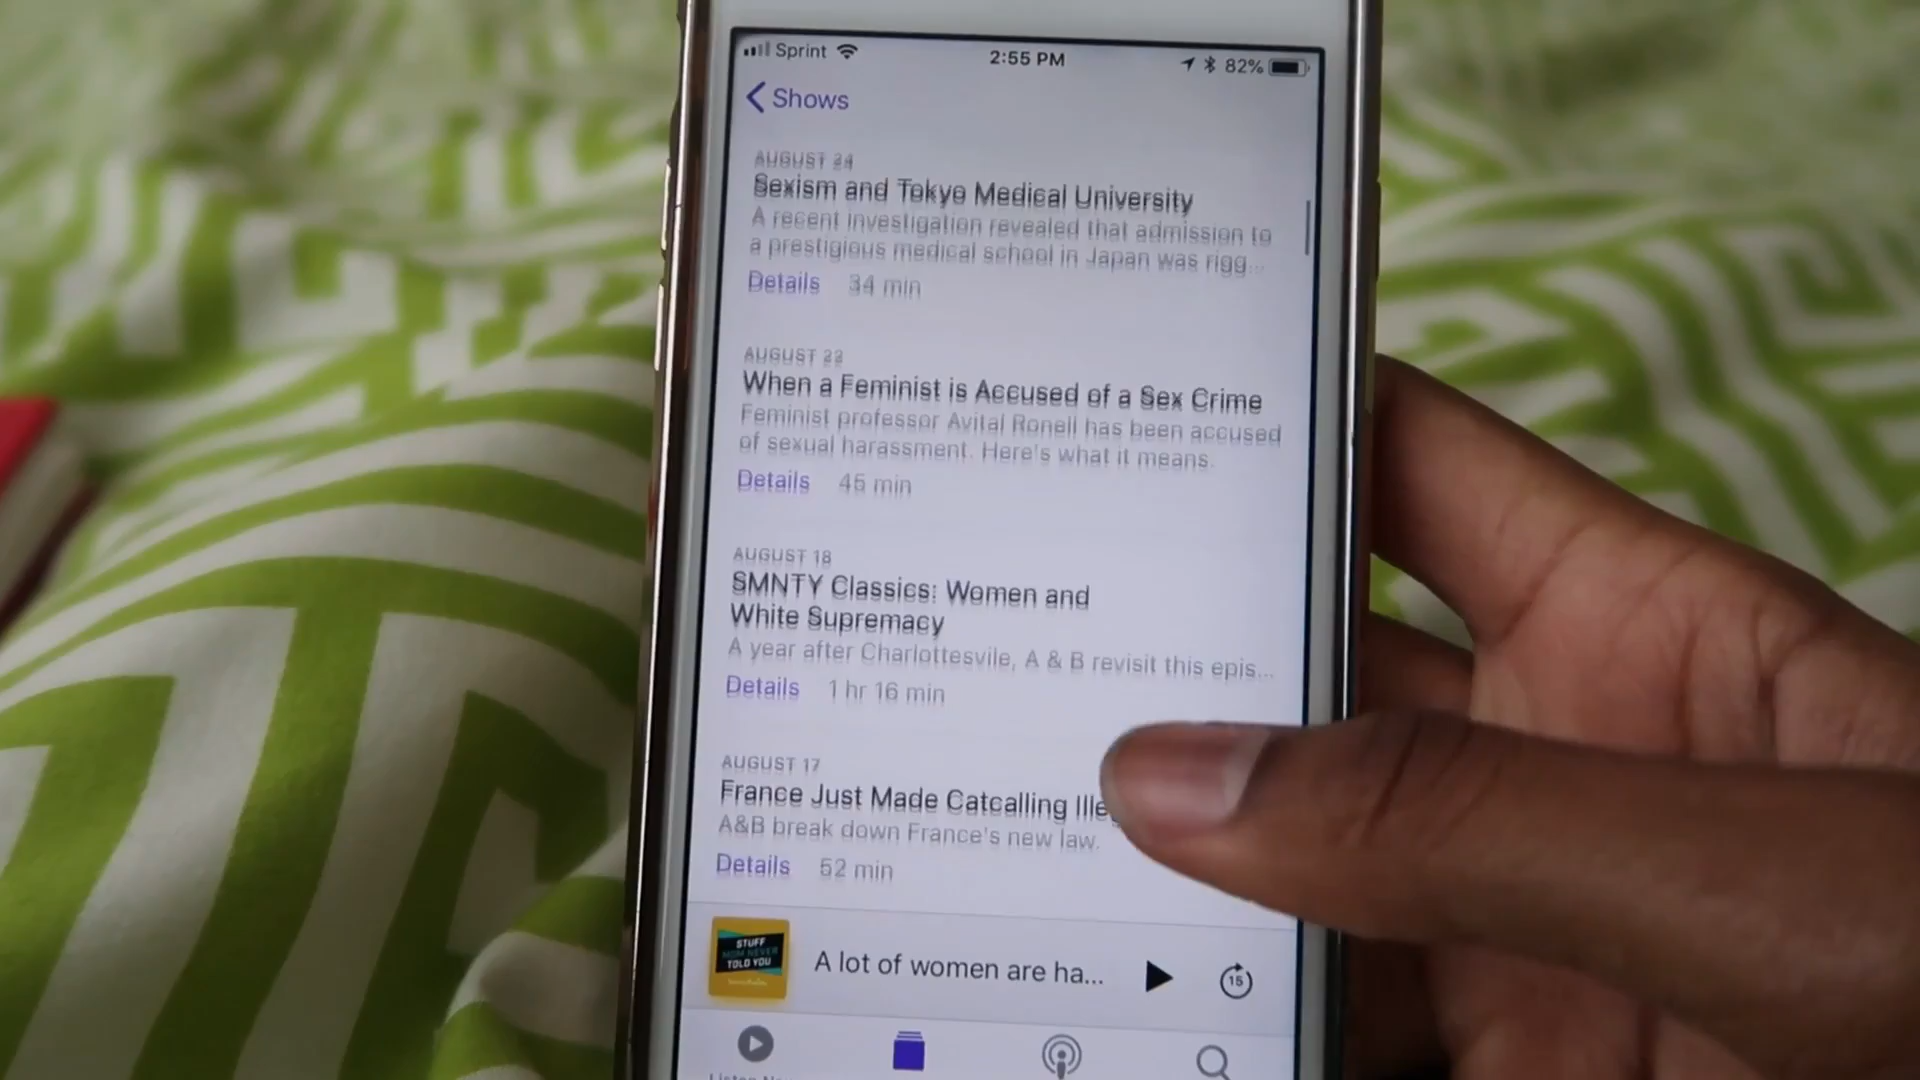 Sprint 2:55 PM 82%
Shows
AUGUST 24
Sexism and Tokyo Medical University
A recent investigation revealed that admission to
a prestigious medical school in Japan was rigg...
Details 34 min
AUGUST 22
When a Feminist is Accused of a Sex Crime
Feminist professor Avital Ronell has been accused
of sexual harassment. Here's what it means.
Details 45 min
AUGUST 18
SMNTY Classics: Women and
White Supremacy
A year after Charlottesvile, A & B revisit this epis...
Details 1 hr 16 min
AUGUST 17
France Just Made Catcalling
A&B break down France's new law.
Details 52 min
STUFF
MOM NEVER
TOLD YOU
A lot of women are ha...
15